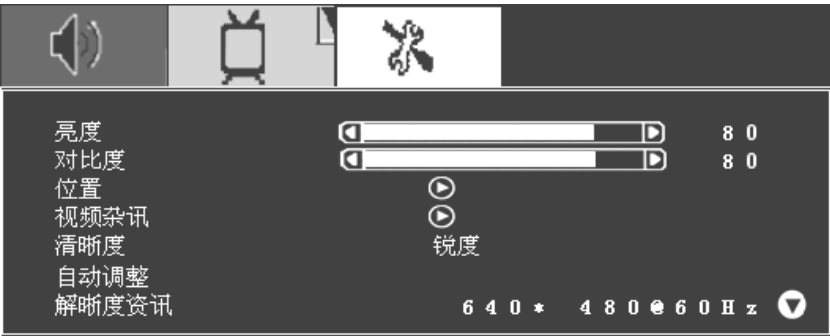 亮度 80
对比度 80
位置
视频杂讯
清晰度 锐度
自动调整
解晰度资讯 640* 480@60Hz